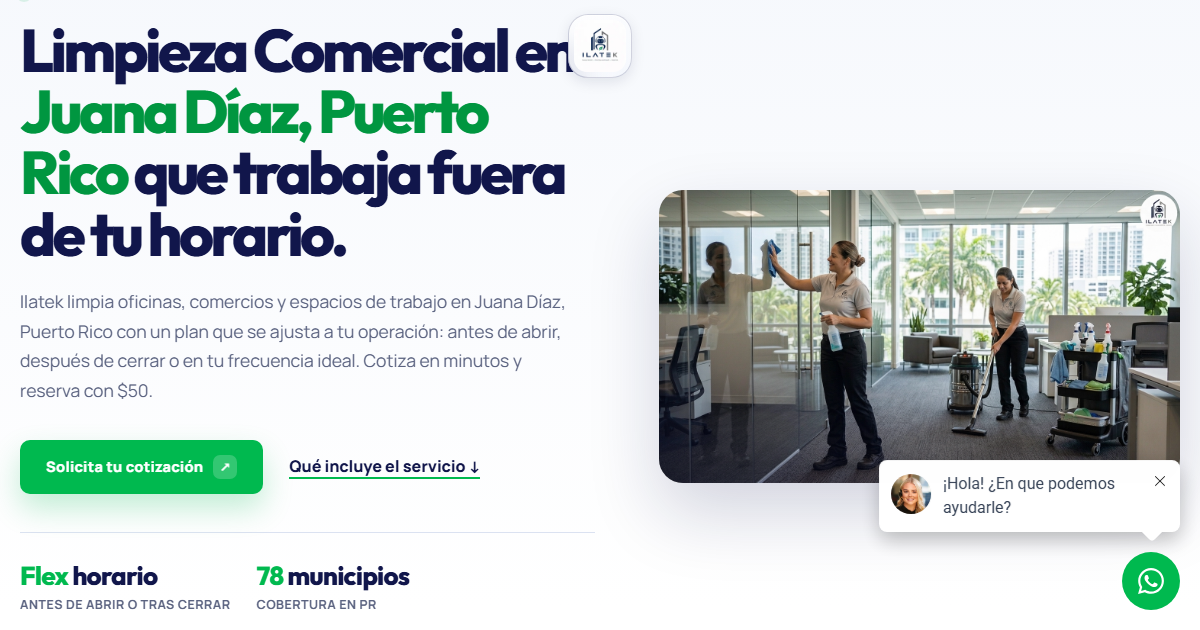 Limpieza Comercial en
ILATEK
Juana Díaz, Puerto
Rico que trabaja fuera
de tu horario.
Ilatek limpia oficinas, comercios y espacios de trabajo en Juana Díaz,
Puerto Rico con un plan que se ajusta a tu operación: antes de abrir,
después de cerrar o en tu frecuencia ideal. Cotiza en minutos y
reserva con $50.
Solicita tu cotización ↗
Qué incluye el servicio ↓
ILATEK
¡Hola! ¿En que podemos
ayudarle?
Flex horario
ANTES DE ABRIR O TRAS CERRAR
78 municipios
COBERTURA EN PR